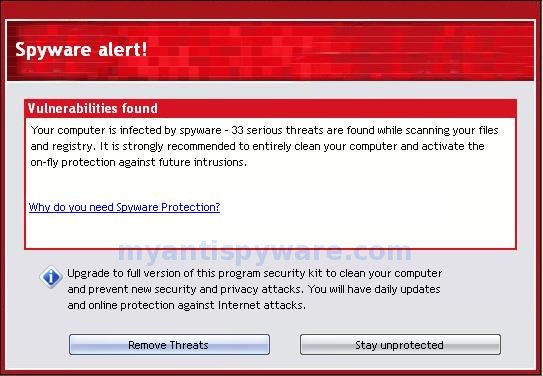 Spyware alert!
Vulnerabilities found
Your computer is infected by spyware - 33 serious threats are found while scanning your files
and registry. It is strongly recommended to entirely clean your computer and activate the
on-fly protection against future intrusions.
Why do you need Spyware Protection?
myantispyware.com
Upgrade to full version of this program security kit to clean your computer
and prevent new security and privacy attacks. You will have daily updates
and online protection against Internet attacks.
Remove Threats
Stay unprotected